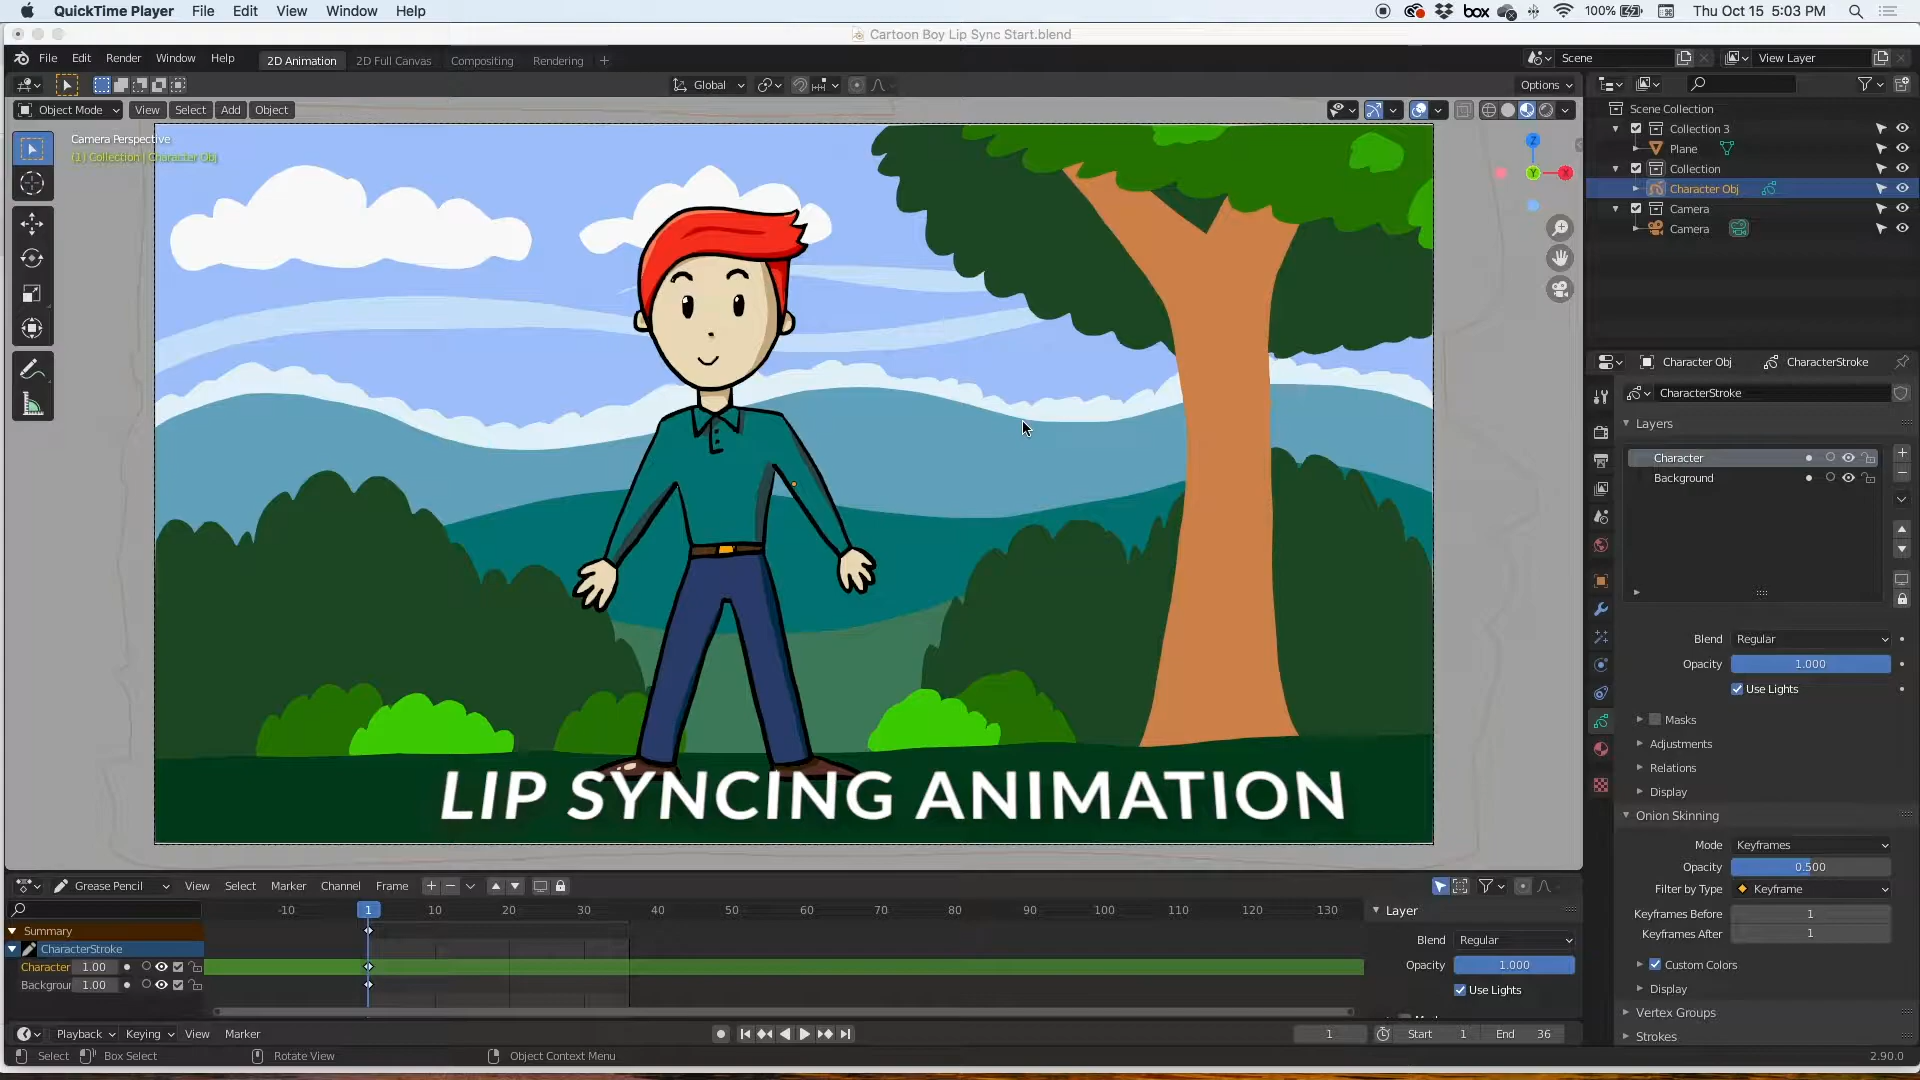 QuickTime Player File Edit View Window Help box 100% Thu Oct 15 5:03 PM
Cartoon Boy Lip Sync Start.blend
File Edit Render Window Help 2D Animation 2D Full Canvas Compositing Rendering + Scene View Layer
Global Options
Object Mode View Select Add Object
Camera Perspective
(1) Collection | Character Obj
Z
Y
X
Scene Collection
Collection 3
Plane
Collection
Character Obj
Camera
Camera
Character Obj CharacterStroke
CharacterStroke
Layers
Character
Background
Blend Regular
Opacity 1.000
Use Lights
Masks
Adjustments
Relations
Display
Onion Skinning
Mode Keyframes
Opacity 0.500
Filter by Type Keyframe
Keyframes Before 1
Keyframes After 1
Custom Colors
Display
Vertex Groups
Strokes
LIP SYNCING ANIMATION
Grease Pencil View Select Marker Channel Frame
-10 1 10 20 30 40 50 60 70 80 90 100 110 120 130
Summary
CharacterStroke
Character 1.00
Backgrour 1.00
Layer
Blend Regular
Opacity 1.000
Use Lights
Playback Keying View Marker 1 Start 1 End 36
Select Box Select Rotate View Object Context Menu 2.90.0